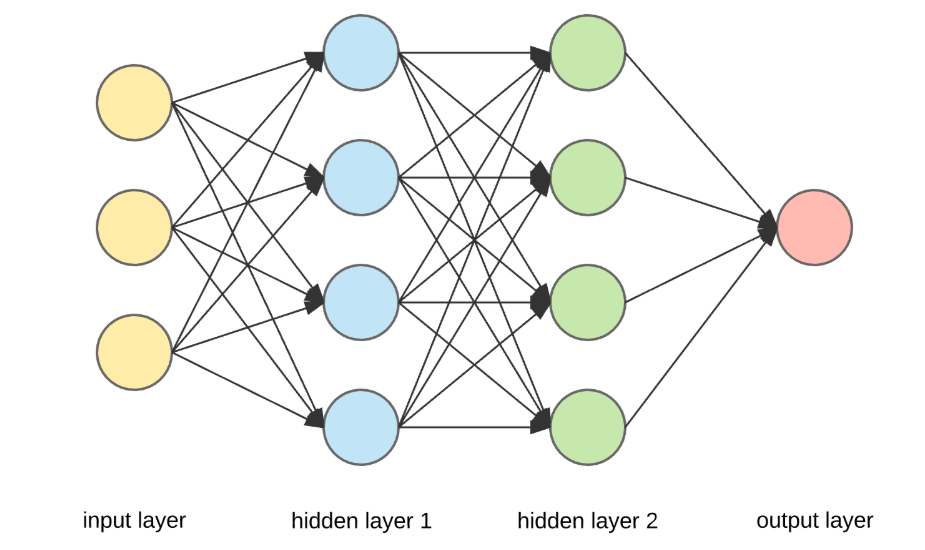 input layer
hidden layer 1
hidden layer 2
output layer